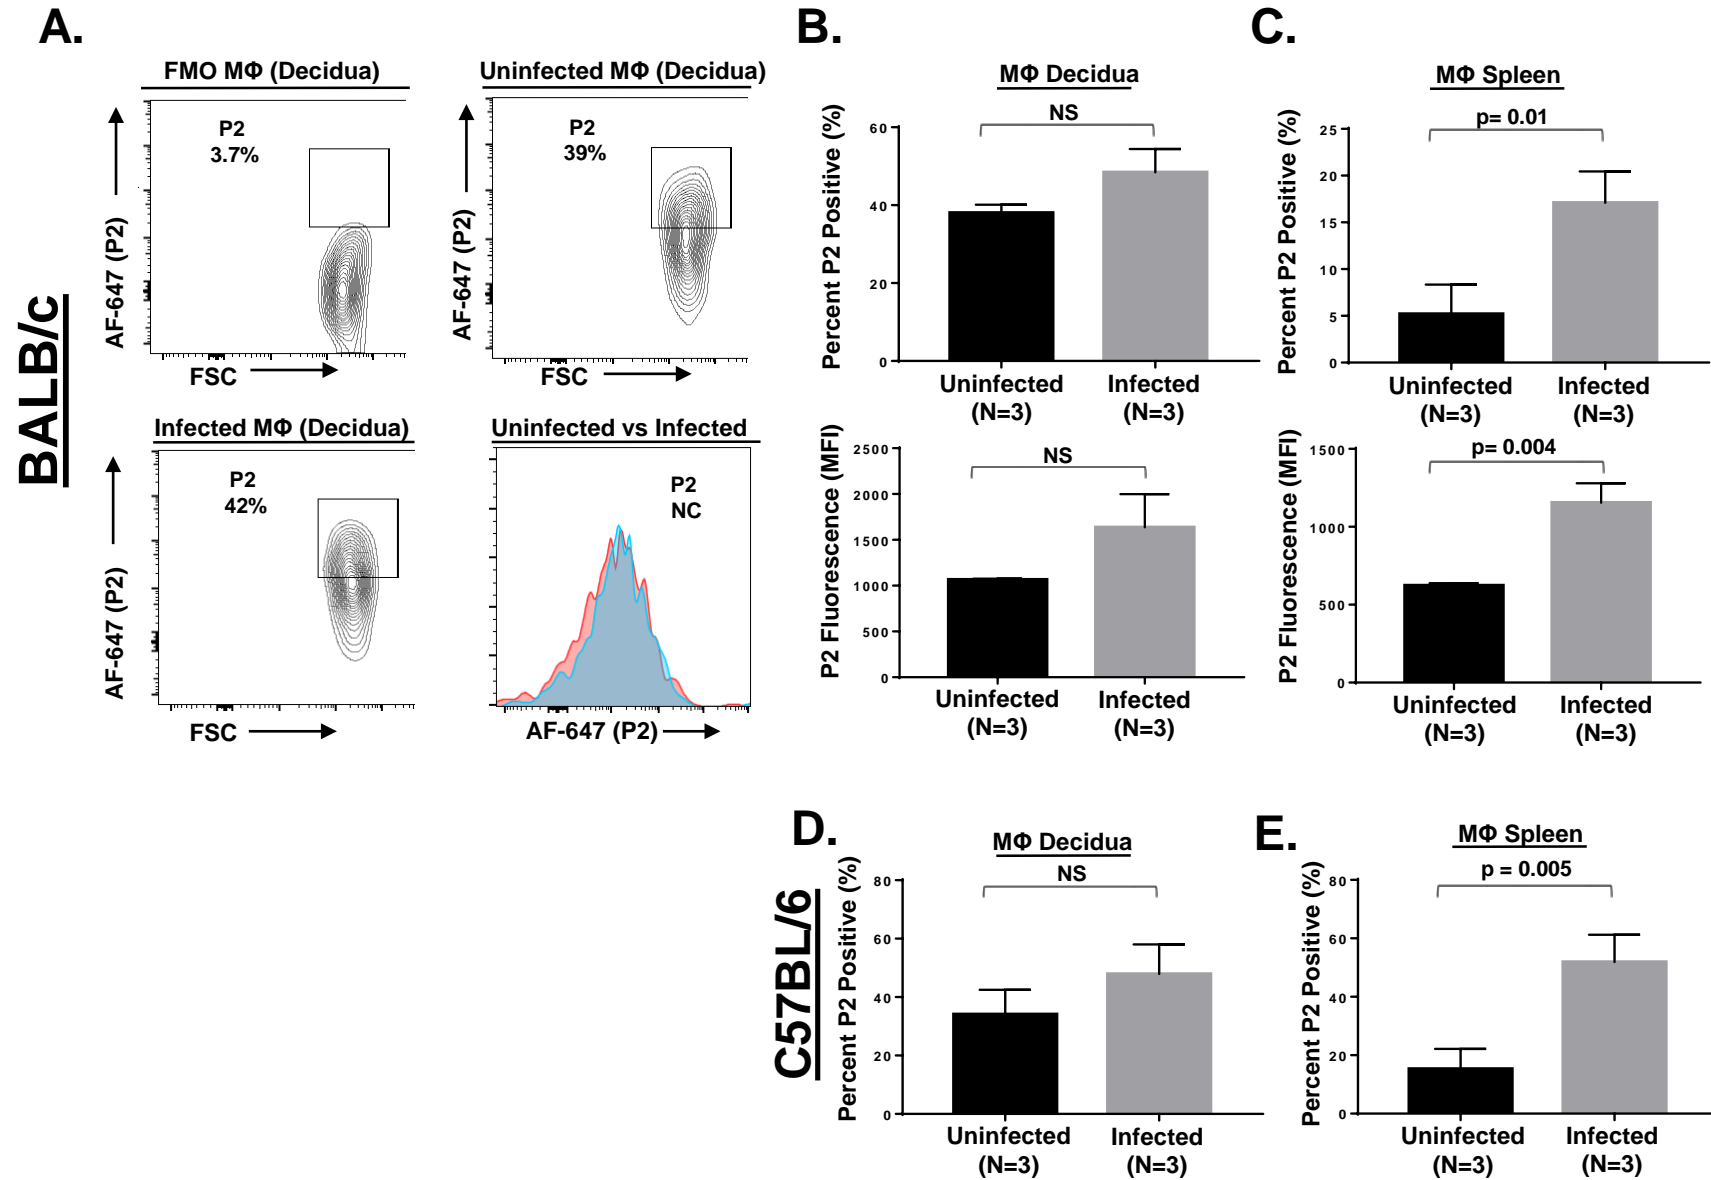 A.
BALB/c
FMO MΦ (Decidua)
P2
3.7%
AF-647 (P2)
FSC
Uninfected MΦ (Decidua)
P2
39%
AF-647 (P2)
FSC
Infected MΦ (Decidua)
P2
42%
AF-647 (P2)
FSC
Uninfected vs Infected
P2
NC
AF-647 (P2)
B.
MΦ Decidua
NS
Percent P2 Positive (%)
60
40
20
0
Uninfected
(N=3)
Infected
(N=3)
NS
P2 Fluorescence (MFI)
2500
2000
1500
1000
500
0
Uninfected
(N=3)
Infected
(N=3)
C.
MΦ Spleen
p= 0.01
Percent P2 Positive (%)
25
20
15
10
5
0
Uninfected
(N=3)
Infected
(N=3)
p= 0.004
P2 Fluorescence (MFI)
1500
1000
500
0
Uninfected
(N=3)
Infected
(N=3)
C57BL/6
D.
MΦ Decidua
NS
Percent P2 Positive (%)
80
60
40
20
0
Uninfected
(N=3)
Infected
(N=3)
E.
MΦ Spleen
p = 0.005
Percent P2 Positive (%)
80
60
40
20
0
Uninfected
(N=3)
Infected
(N=3)